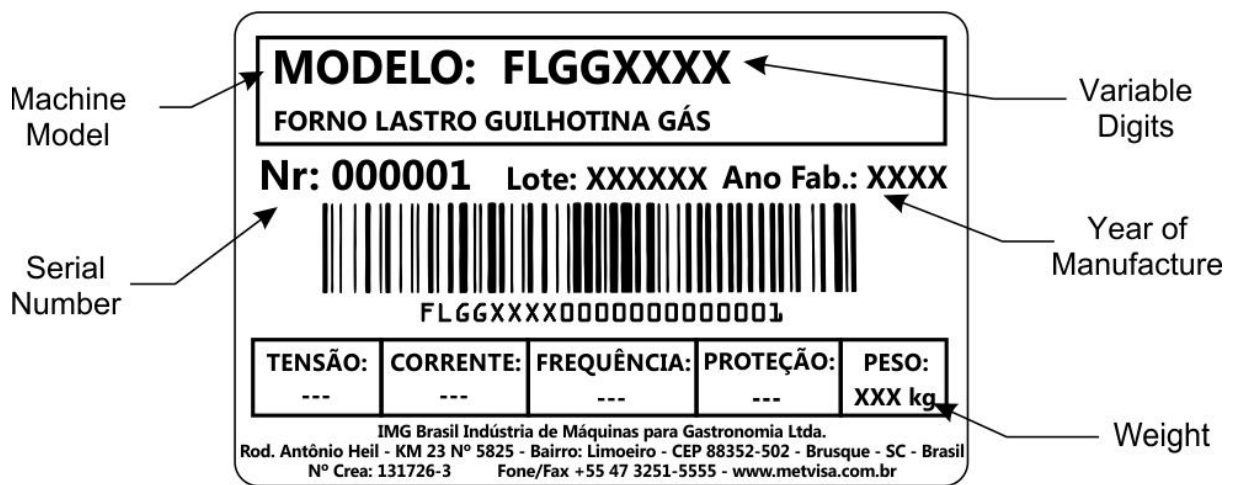 Machine
Model
MODELO: FLGGXXXX
Variable
Digits
FORNO LASTRO GUILHOTINA GÁS
Nr: 000001 Lote: XXXXXX Ano Fab.: XXXX
Serial
Number
Year of
Manufacture
FLGGXXXX000000000000001
TENSÃO: CORRENTE: FREQUÊNCIA: PROTEÇÃO: PESO:
--- --- --- --- XXX kg
Weight
IMG Brasil Indústria de Máquinas para Gastronomia Ltda.
Rod. Antônio Heil - KM 23 Nº 5825 - Bairro: Limoeiro - CEP 88352-502 - Brusque - SC - Brasil
Nº Crea: 131726-3 Fone/Fax +55 47 3251-5555 - www.metvisa.com.br